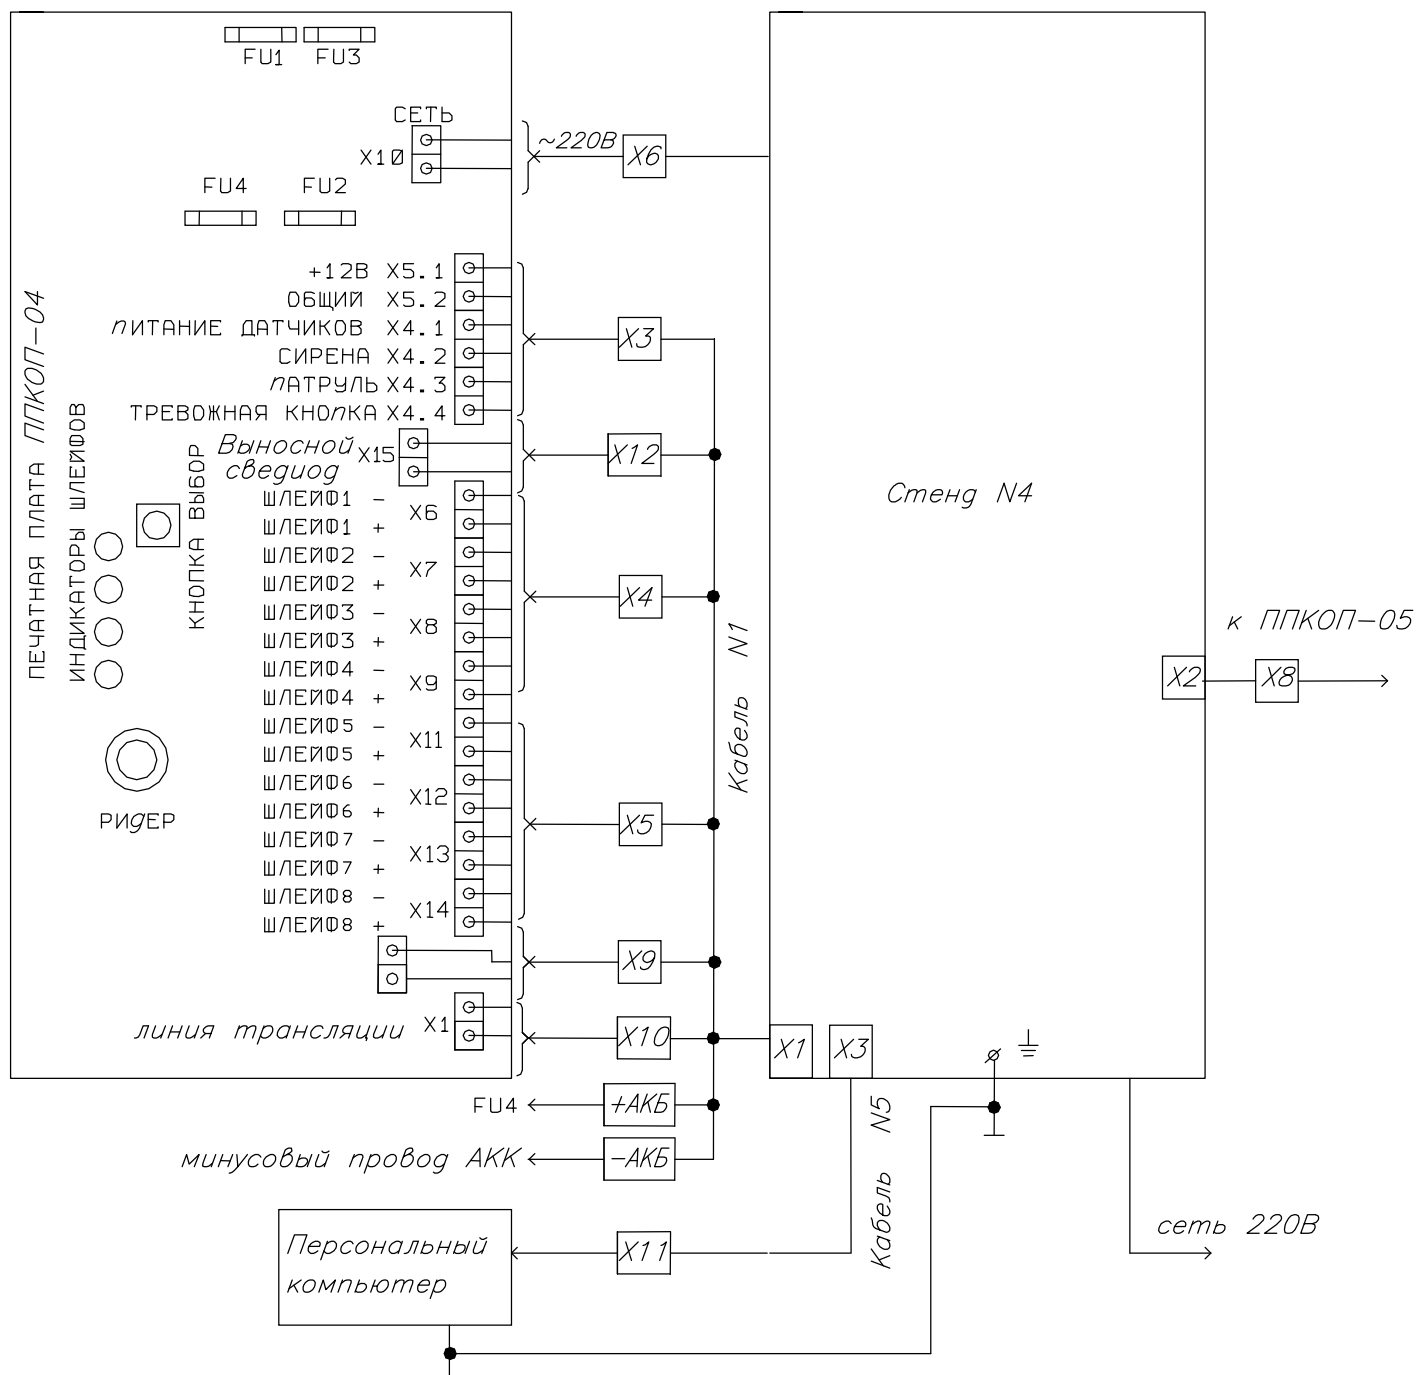 FU1 FU3
СЕТЬ
X10
~220В
X6
FU4 FU2
+12В X5.1
ОБЩИЙ X5.2
ПИТАНИЕ ДАТЧИКОВ X4.1
СИРЕНА X4.2
ПАТРУЛЬ X4.3
ТРЕВОЖНАЯ КНОПКА X4.4
X3
Выносной
сведиод
X15
X12
ПЕЧАТНАЯ ПЛАТА ППКОП-04
ИНДИКАТОРЫ ШЛЕЙФОВ
КНОПКА ВЫБОР
ШЛЕЙФ1 -
X6
ШЛЕЙФ1 +
ШЛЕЙФ2 -
X7
ШЛЕЙФ2 +
ШЛЕЙФ3 -
X8
ШЛЕЙФ3 +
ШЛЕЙФ4 -
X9
ШЛЕЙФ4 +
ШЛЕЙФ5 -
X11
ШЛЕЙФ5 +
ШЛЕЙФ6 -
X12
ШЛЕЙФ6 +
ШЛЕЙФ7 -
X13
ШЛЕЙФ7 +
ШЛЕЙФ8 -
X14
ШЛЕЙФ8 +
РИДЕР
X4
X5
X9
Кабель N1
Стенд N4
к ППКОП-05
X2
X8
линия трансляции X1
X10
X1
X3
FU4
+АКБ
минусовый провод АКК
-АКБ
Кабель N5
Персональный
компьютер
X11
сеть 220В